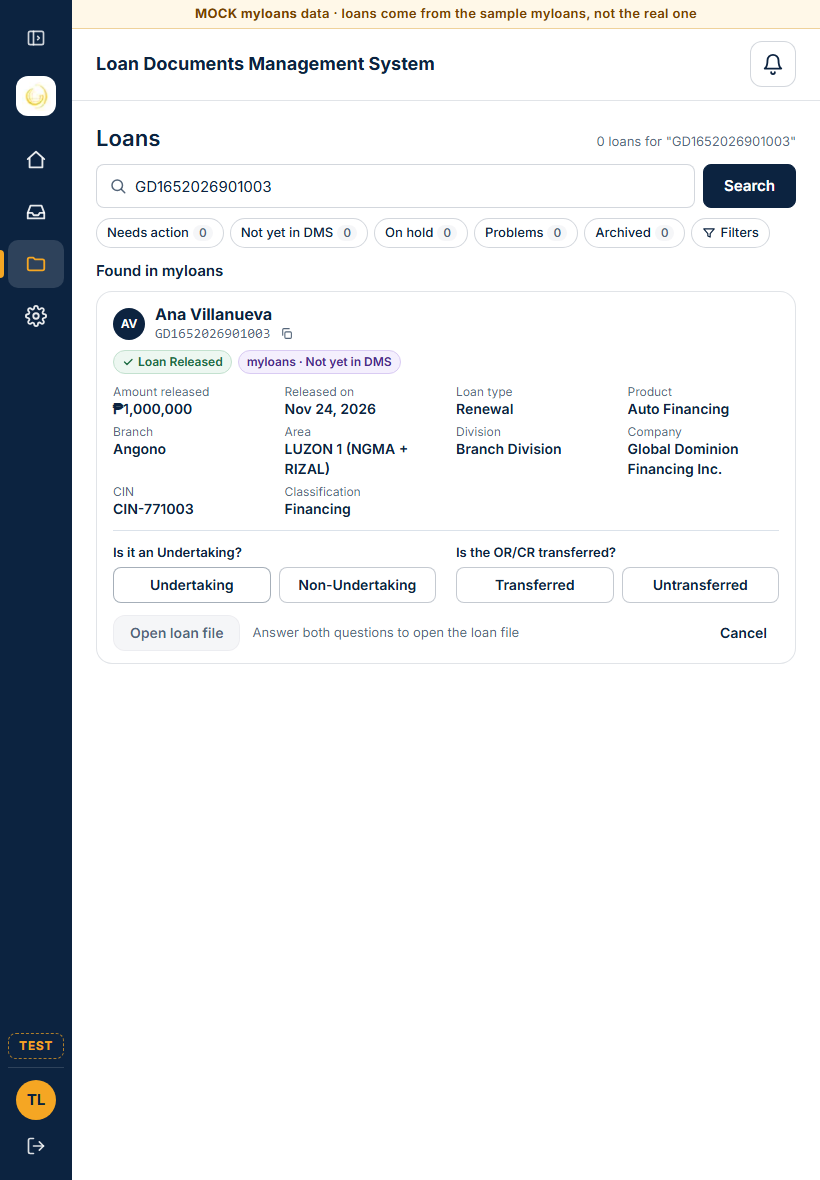 MOCK myloans data · loans come from the sample myloans, not the real one
Loan Documents Management System
Loans
0 loans for "GD1652026901003"
GD1652026901003
Search
Needs action 0
Not yet in DMS 0
On hold 0
Problems 0
Archived 0
Filters
Found in myloans
AV
Ana Villanueva
GD1652026901003
Loan Released
myloans · Not yet in DMS
Amount released
₱1,000,000
Released on
Nov 24, 2026
Loan type
Renewal
Product
Auto Financing
Branch
Angono
Area
LUZON 1 (NGMA +
RIZAL)
Division
Branch Division
Company
Global Dominion
Financing Inc.
CIN
CIN-771003
Classification
Financing
Is it an Undertaking?
Undertaking
Non-Undertaking
Is the OR/CR transferred?
Transferred
Untransferred
Open loan file
Answer both questions to open the loan file
Cancel
TEST
TL